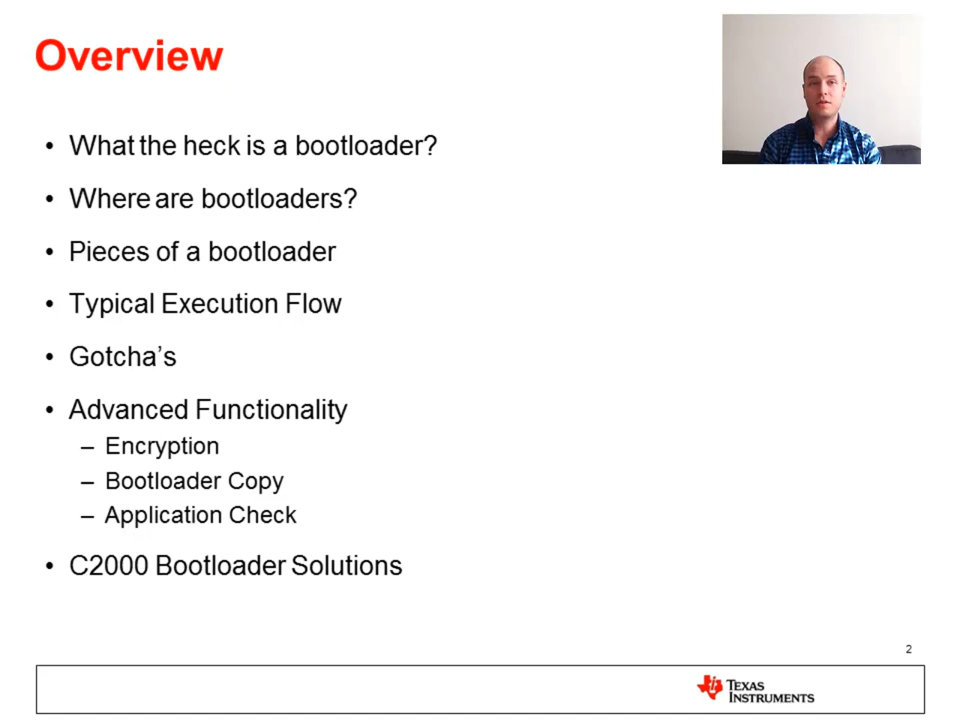 Overview
• What the heck is a bootloader?
• Where are bootloaders?
• Pieces of a bootloader
• Typical Execution Flow
• Gotcha's
• Advanced Functionality
– Encryption
– Bootloader Copy
– Application Check
• C2000 Bootloader Solutions
2
TEXAS
INSTRUMENTS